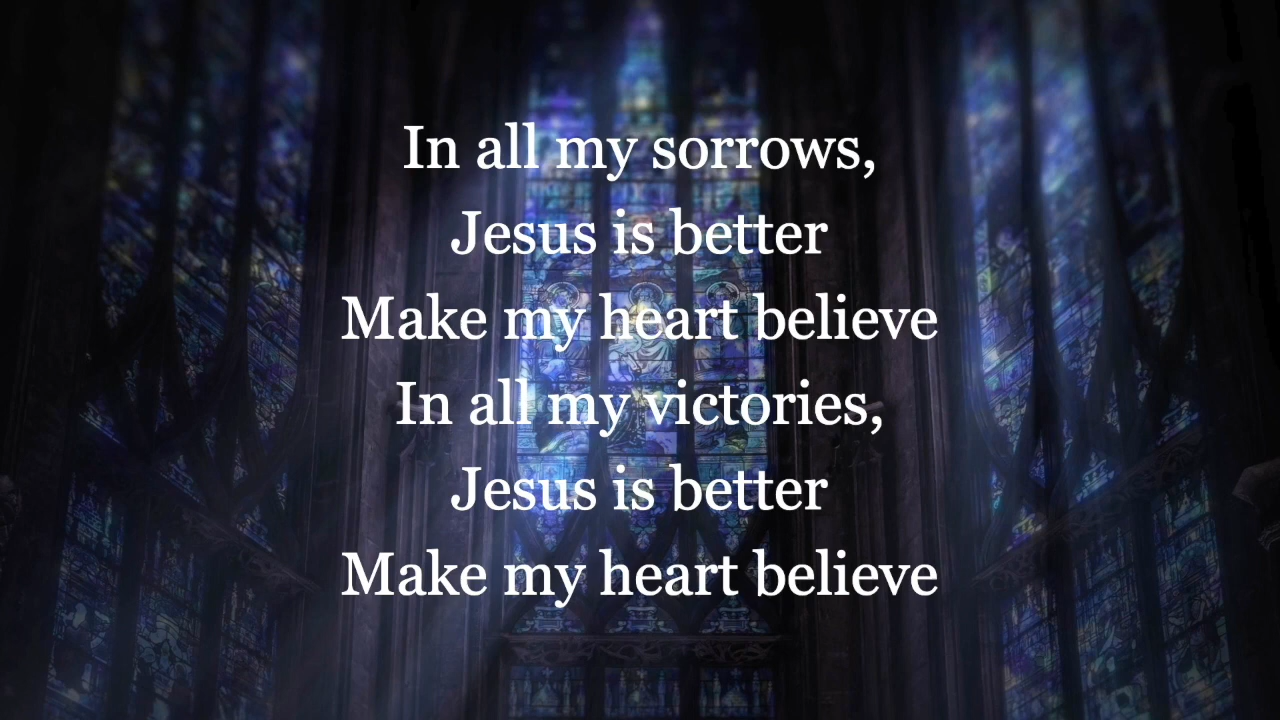 In all my sorrows,
Jesus is better
Make my heart believe
In all my victories,
Jesus is better
Make my heart believe